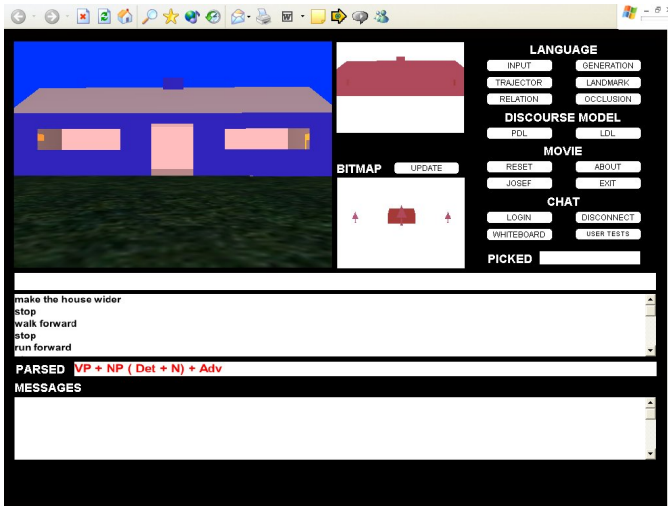 LANGUAGE
INPUT GENERATION
TRAJECTOR LANDMARK
RELATION OCCLUSION
DISCOURSE MODEL
PDL LDL
MOVIE
BITMAP UPDATE
RESET ABOUT
JOSEF EXIT
CHAT
LOGIN DISCONNECT
WHITEBOARD USER TESTS
PICKED
make the house wider
stop
walk forward
stop
run forward
PARSED VP + NP ( Det + N) + Adv
MESSAGES